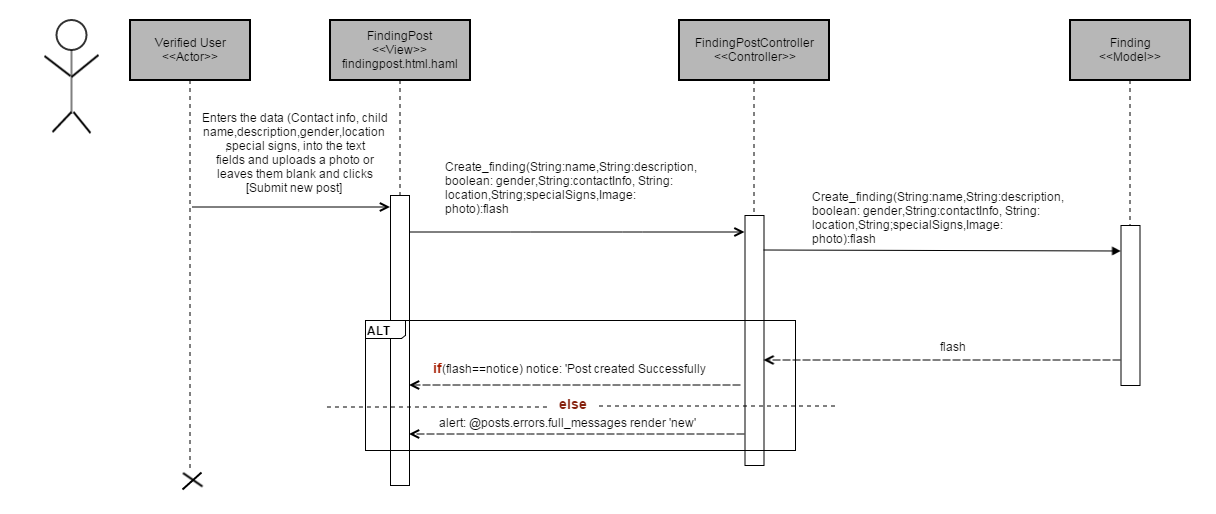 Verified User
<<Actor>>
FindingPost
<<View>>
findingpost.html.haml
FindingPostController
<<Controller>>
Finding
<<Model>>
Enters the data (Contact info, child
name,description,gender,location
,special signs, into the text
fields and uploads a photo or
leaves them blank and clicks
[Submit new post]
Create_finding(String:name,String:description,
boolean: gender,String:contactInfo, String:
location,String;specialSigns,Image:
photo):flash
Create_finding(String:name,String:description,
boolean: gender,String:contactInfo, String:
location,String;specialSigns,Image:
photo):flash
ALT
flash
if(flash==notice) notice: 'Post created Successfully
else
alert: @posts.errors.full_messages render 'new'